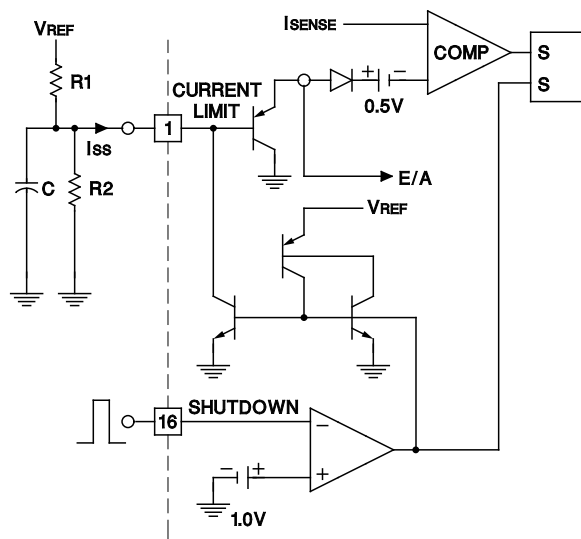 VREF
R1
ISS
C
R2
1
CURRENT
LIMIT
ISENSE
COMP
S
S
+ −
0.5V
E/A
VREF
16
SHUTDOWN
−
+
− +
1.0V